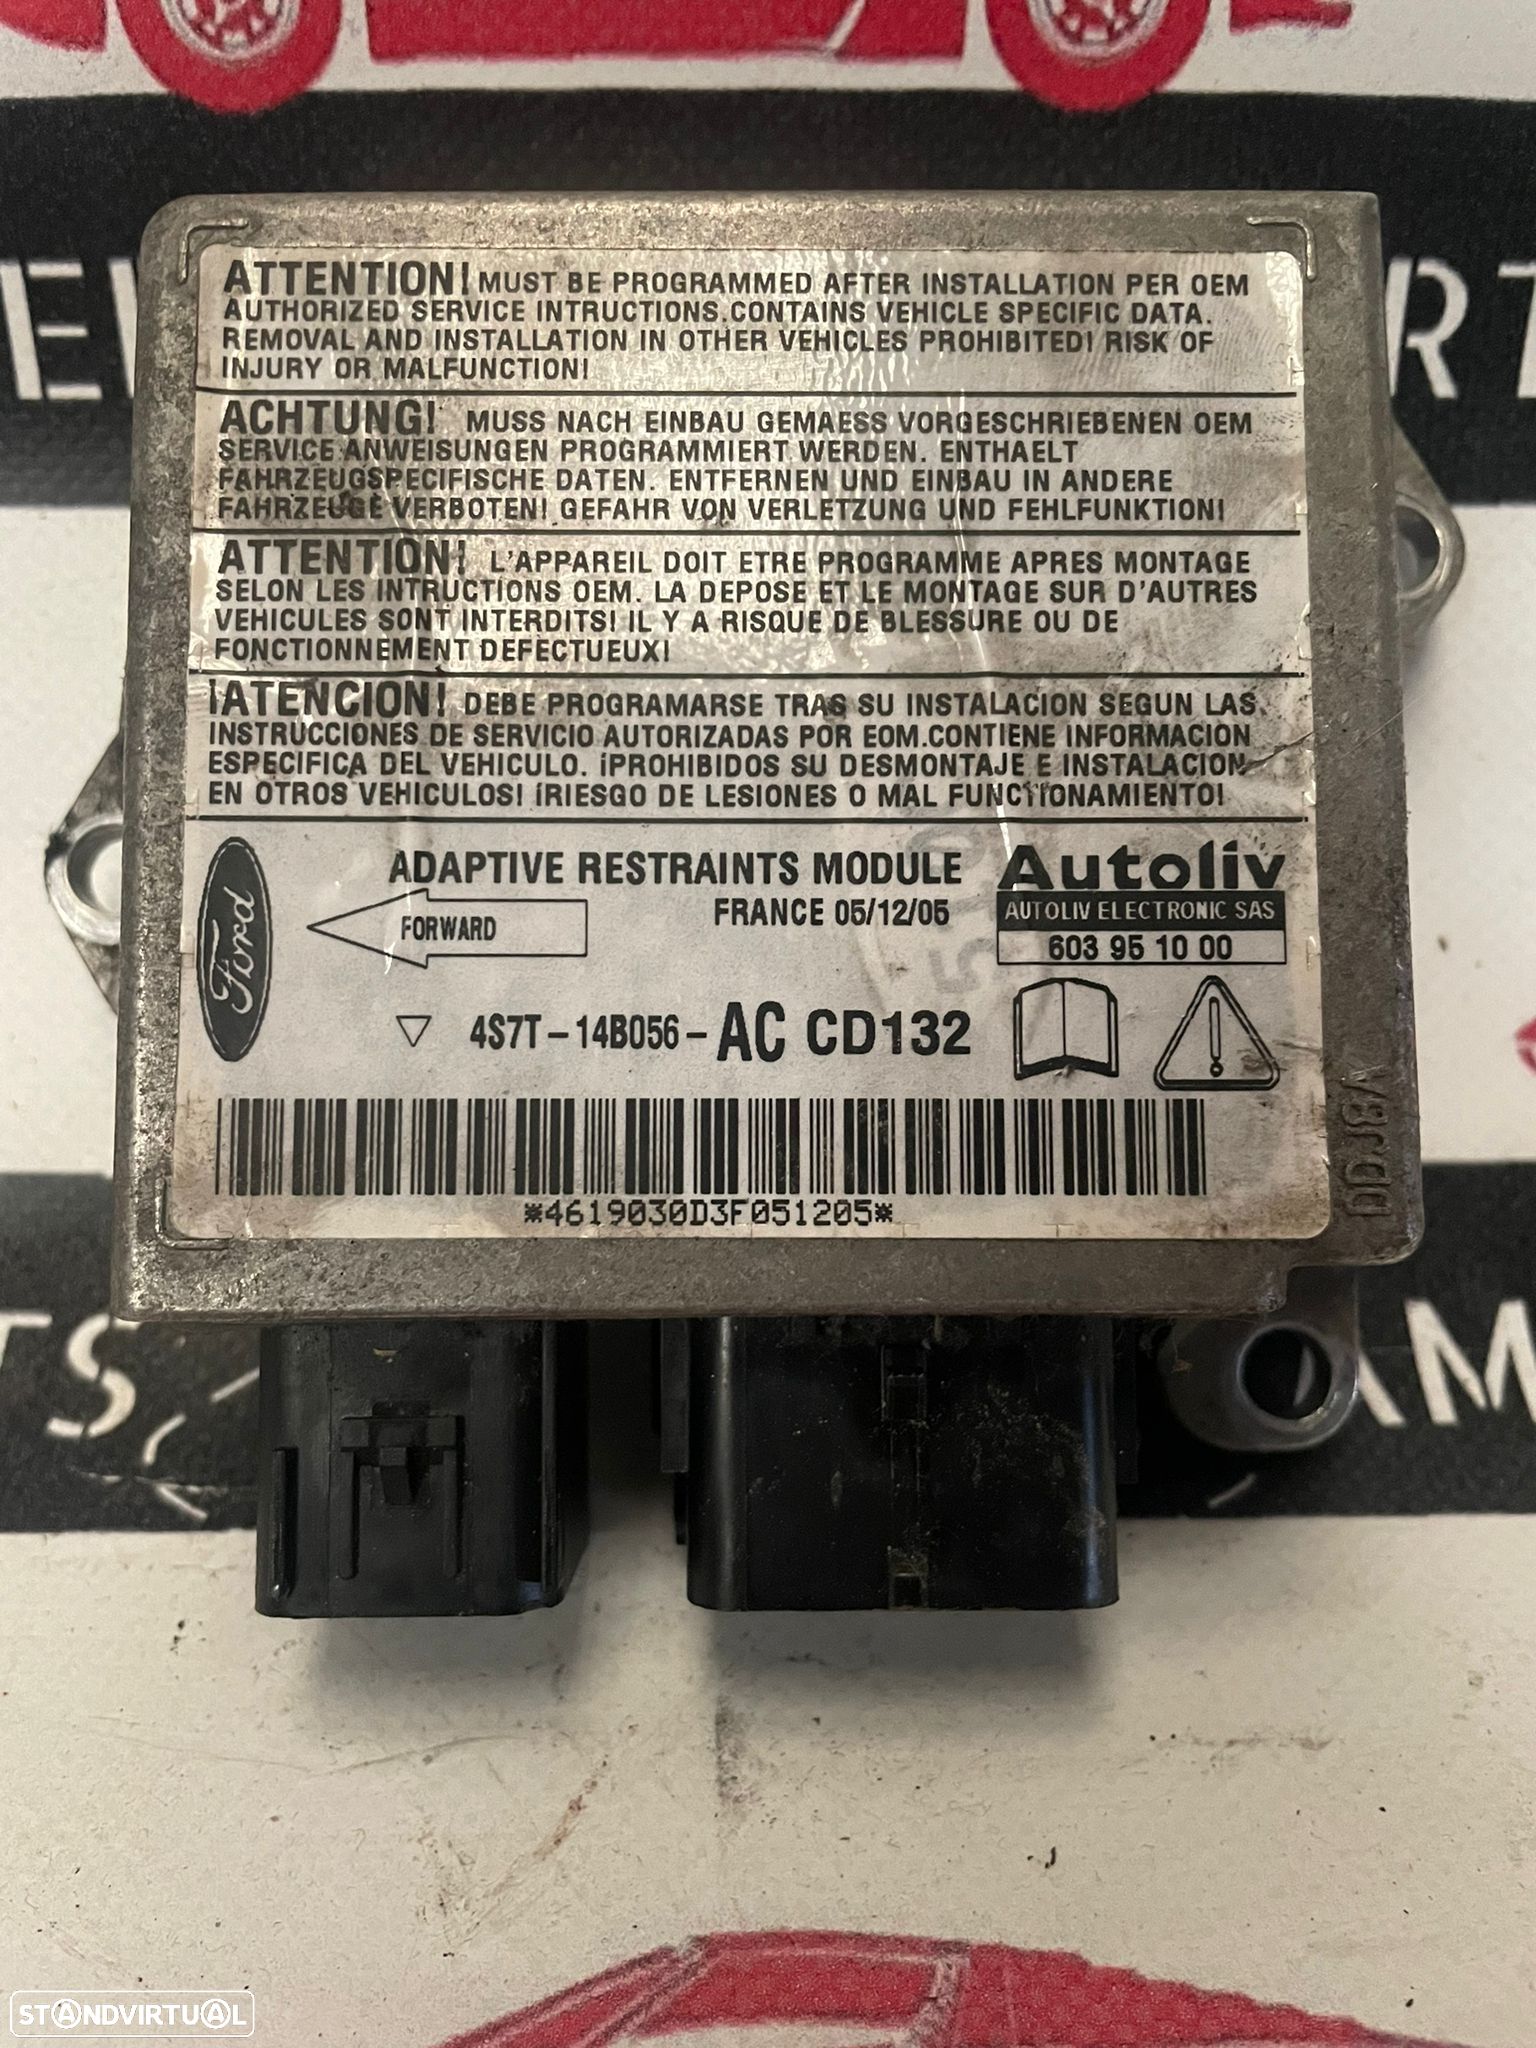 ATTENTION! MUST BE PROGRAMMED AFTER INSTALLATION PER OEM
AUTHORIZED SERVICE INTRUCTIONS.CONTAINS VEHICLE SPECIFIC DATA.
REMOVAL AND INSTALLATION IN OTHER VEHICLES PROHIBITED! RISK OF
INJURY OR MALFUNCTION!
ACHTUNG! MUSS NACH EINBAU GEMAESS VORGESCHRIEBENEN OEM
SERVICE ANWEISUNGEN PROGRAMMIERT WERDEN. ENTHAELT
FAHRZEUGSPECIFISCHE DATEN. ENTFERNEN UND EINBAU IN ANDERE
FAHRZEUGE VERBOTEN! GEFAHR VON VERLETZUNG UND FEHLFUNKTION!
ATTENTION! L'APPAREIL DOIT ETRE PROGRAMME APRES MONTAGE
SELON LES INTRUCTIONS OEM. LA DEPOSE ET LE MONTAGE SUR D'AUTRES
VEHICULES SONT INTERDITS! IL Y A RISQUE DE BLESSURE OU DE
FONCTIONNEMENT DEFECTUEUX!
¡ATENCION! DEBE PROGRAMARSE TRAS SU INSTALACION SEGUN LAS
INSTRUCCIONES DE SERVICIO AUTORIZADAS POR EOM.CONTIENE INFORMACION
ESPECIFICA DEL VEHICULO. ¡PROHIBIDOS SU DESMONTAJE E INSTALACION
EN OTROS VEHICULOS! ¡RIESGO DE LESIONES O MAL FUNCTIONAMIENTO!
Ford
ADAPTIVE RESTRAINTS MODULE
FRANCE 05/12/05
FORWARD
Autoliv
AUTOLIV ELECTRONIC SAS
603 95 10 00
4S7T-14B056-AC CD132
*4619030D3F051205*
STANDVIRTUAL